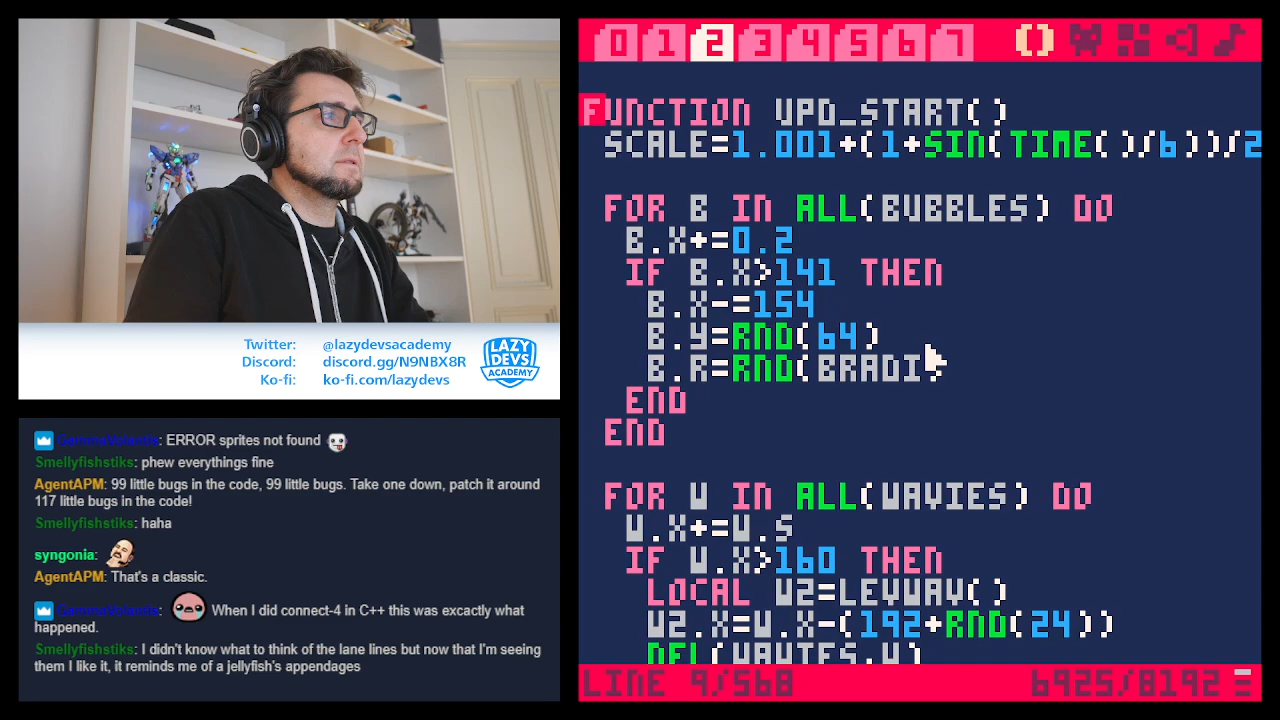 Twitter: @lazydevsacademy
Discord: discord.gg/N9NBX8R
Ko-fi: ko-fi.com/lazydevs
LAZY
DEVS
ACADEMY
GammaVolantis: ERROR sprites not found
Smellyfishstiks: phew everythings fine
AgentAPM: 99 little bugs in the code, 99 little bugs. Take one down, patch it around
117 little bugs in the code!
Smellyfishstiks: haha
syngonia:
AgentAPM: That's a classic.
GammaVolantis: When I did connect-4 in C++ this was excactly what
happened.
Smellyfishstiks: I didn't know what to think of the lane lines but now that I'm seeing
them I like it, it reminds me of a jellyfish's appendages
0 1 2 3 4 5 6 7 ()
FUNCTION UPD_START()
SCALE=1.001+(1+SIN(TIME()/6))/2
FOR B IN ALL(BUBBLES) DO
B.X+=0.2
IF B.X>141 THEN
B.X-=154
B.Y=RND(64)
B.R=RND(BRADI)
END
END
FOR W IN ALL(WAVIES) DO
W.X+=W.S
IF W.X>160 THEN
LOCAL W2=LEVWAV()
W2.X=W.X-(192+RND(24))
DEL(WAVIES,W)
LINE 9/568 6925/8192